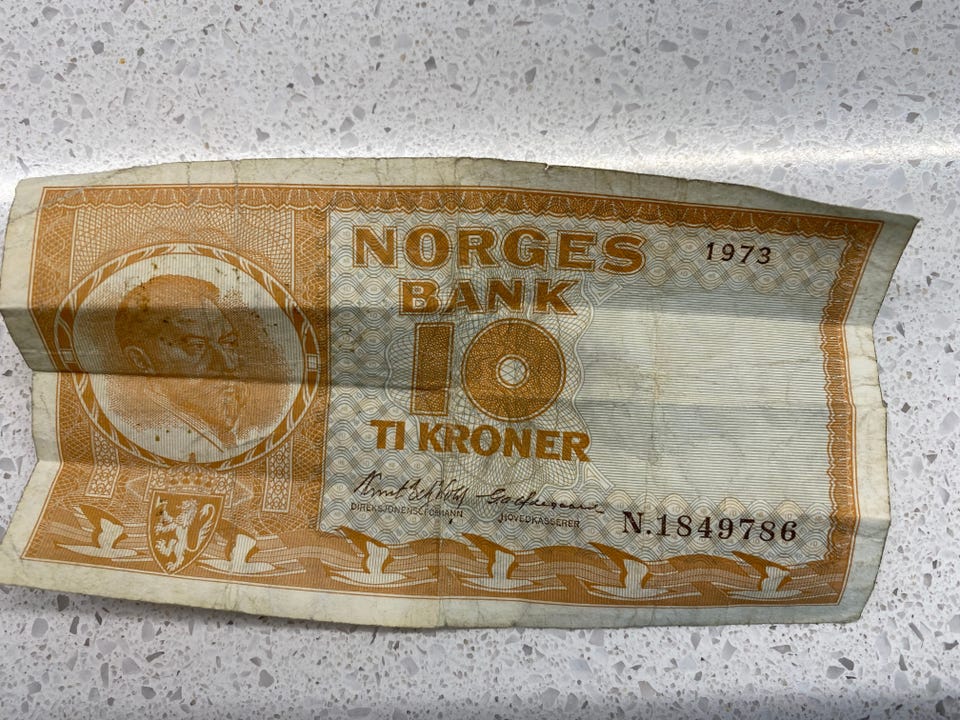 NORGES
1973
BANK
10
TI KRONER
DIREKSJONENS FORMANN
HOVEDKASSERER
N.1849786